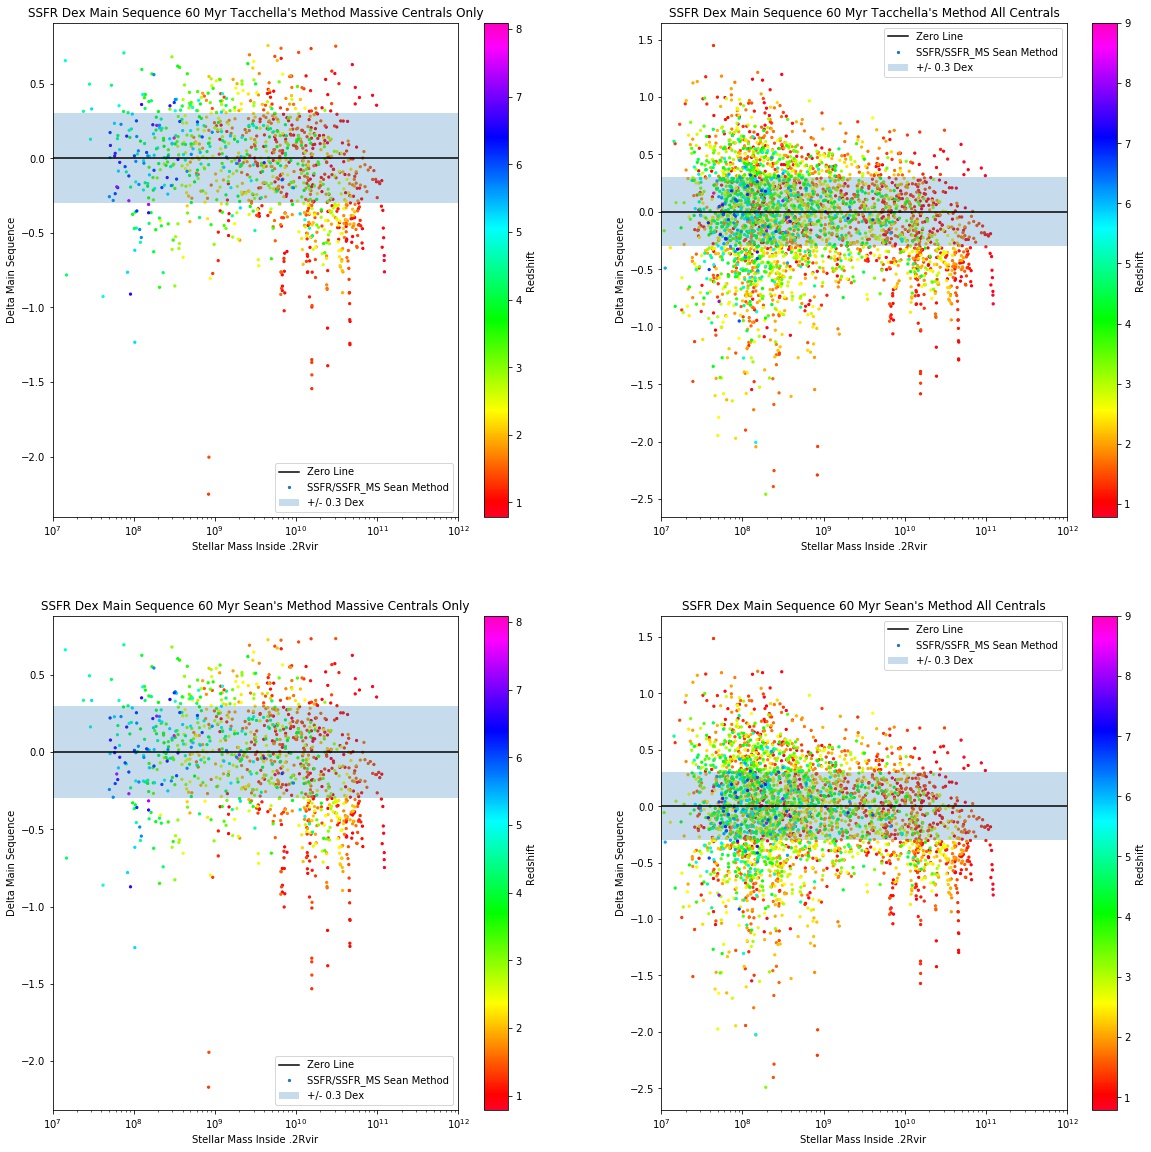 SSFR Dex Main Sequence 60 Myr Tacchella's Method Massive Centrals Only
0.5
0.0
−0.5
−1.0
−1.5
−2.0
Delta Main Sequence
Zero Line
SSFR/SSFR_MS Sean Method
+/- 0.3 Dex
10^7 10^8 10^9 10^10 10^11 10^12
Stellar Mass Inside .2Rvir
8
7
6
5
4
3
2
1
Redshift
SSFR Dex Main Sequence 60 Myr Tacchella's Method All Centrals
1.5
1.0
0.5
0.0
−0.5
−1.0
−1.5
−2.0
−2.5
Delta Main Sequence
Zero Line
SSFR/SSFR_MS Sean Method
+/- 0.3 Dex
10^7 10^8 10^9 10^10 10^11 10^12
Stellar Mass Inside .2Rvir
9
8
7
6
5
4
3
2
1
Redshift
SSFR Dex Main Sequence 60 Myr Sean's Method Massive Centrals Only
0.5
0.0
−0.5
−1.0
−1.5
−2.0
Delta Main Sequence
Zero Line
SSFR/SSFR_MS Sean Method
+/- 0.3 Dex
10^7 10^8 10^9 10^10 10^11 10^12
Stellar Mass Inside .2Rvir
8
7
6
5
4
3
2
1
Redshift
SSFR Dex Main Sequence 60 Myr Sean's Method All Centrals
1.5
1.0
0.5
0.0
−0.5
−1.0
−1.5
−2.0
−2.5
Delta Main Sequence
Zero Line
SSFR/SSFR_MS Sean Method
+/- 0.3 Dex
10^7 10^8 10^9 10^10 10^11 10^12
Stellar Mass Inside .2Rvir
9
8
7
6
5
4
3
2
1
Redshift